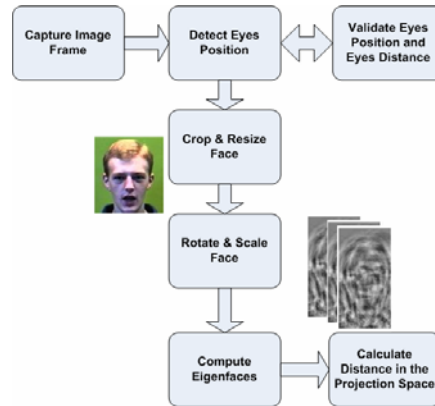 Capture Image
Frame
Detect Eyes
Position
Validate Eyes
Position and
Eyes Distance
Crop & Resize
Face
Rotate & Scale
Face
Compute
Eigenfaces
Calculate
Distance in the
Projection Space